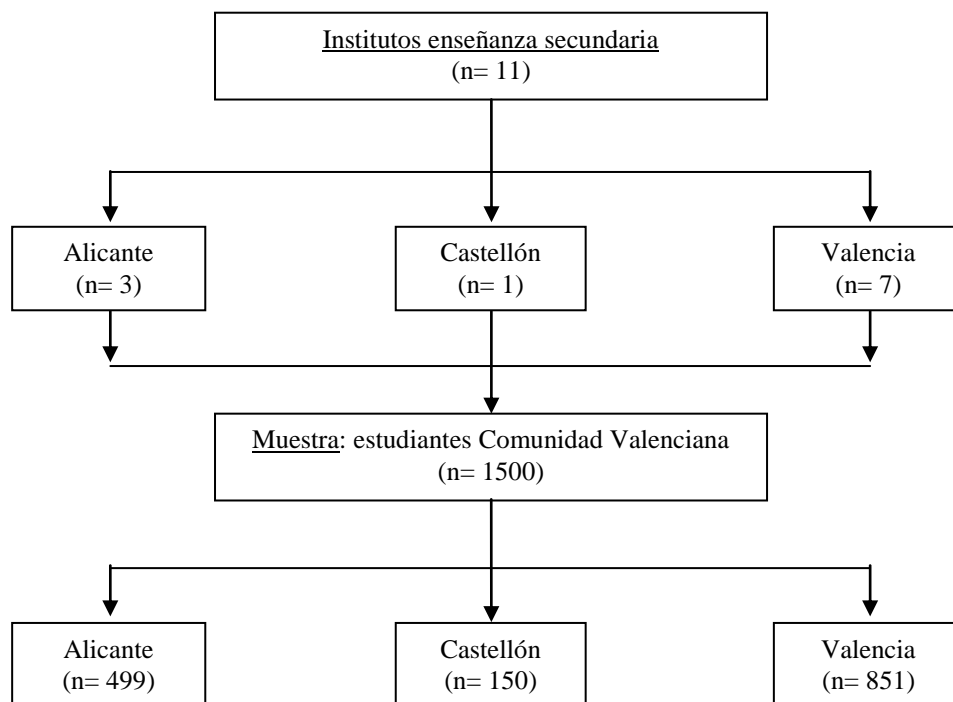 Institutos enseñanza secundaria
(n= 11)
Alicante
(n= 3)
Castellón
(n= 1)
Valencia
(n= 7)
Muestra: estudiantes Comunidad Valenciana
(n= 1500)
Alicante
(n= 499)
Castellón
(n= 150)
Valencia
(n= 851)